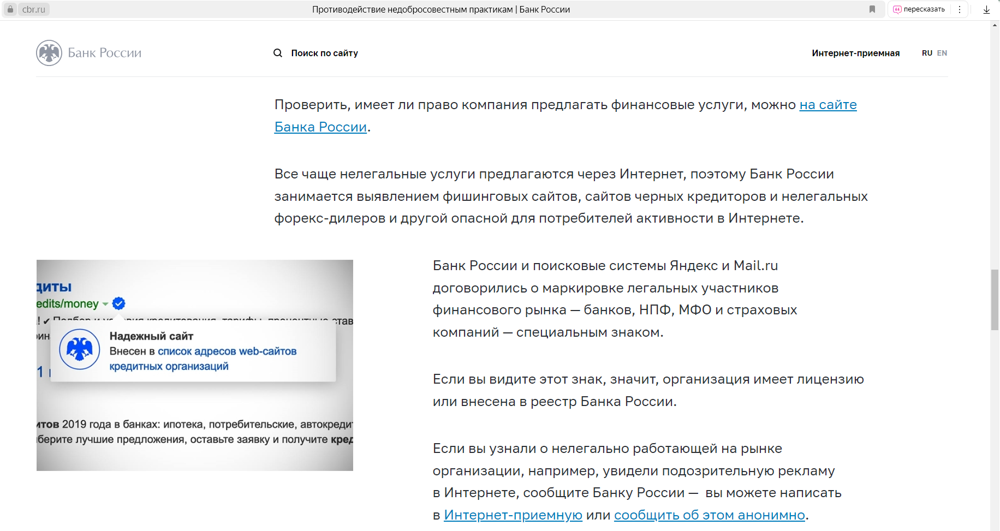 cbr.ru
Противодействие недобросовестным практикам | Банк России
пересказать
Банк России
Поиск по сайту
Интернет-приемная
RU EN
Проверить, имеет ли право компания предлагать финансовые услуги, можно на сайте
Банка России.
Все чаще нелегальные услуги предлагаются через Интернет, поэтому Банк России
занимается выявлением фишинговых сайтов, сайтов черных кредиторов и нелегальных
форекс-дилеров и другой опасной для потребителей активности в Интернете.
диты
edits/money
Надежный сайт
Внесен в список адресов web-сайтов
кредитных организаций
1
итов 2019 года в банках: ипотека, потребительские, автокредит
берите лучшие предложения, оставьте заявку и получите кред
Банк России и поисковые системы Яндекс и Mail.ru
договорились о маркировке легальных участников
финансового рынка — банков, НПФ, МФО и страховых
компаний — специальным знаком.
Если вы видите этот знак, значит, организация имеет лицензию
или внесена в реестр Банка России.
Если вы узнали о нелегально работающей на рынке
организации, например, увидели подозрительную рекламу
в Интернете, сообщите Банку России — вы можете написать
в Интернет-приемную или сообщить об этом анонимно.